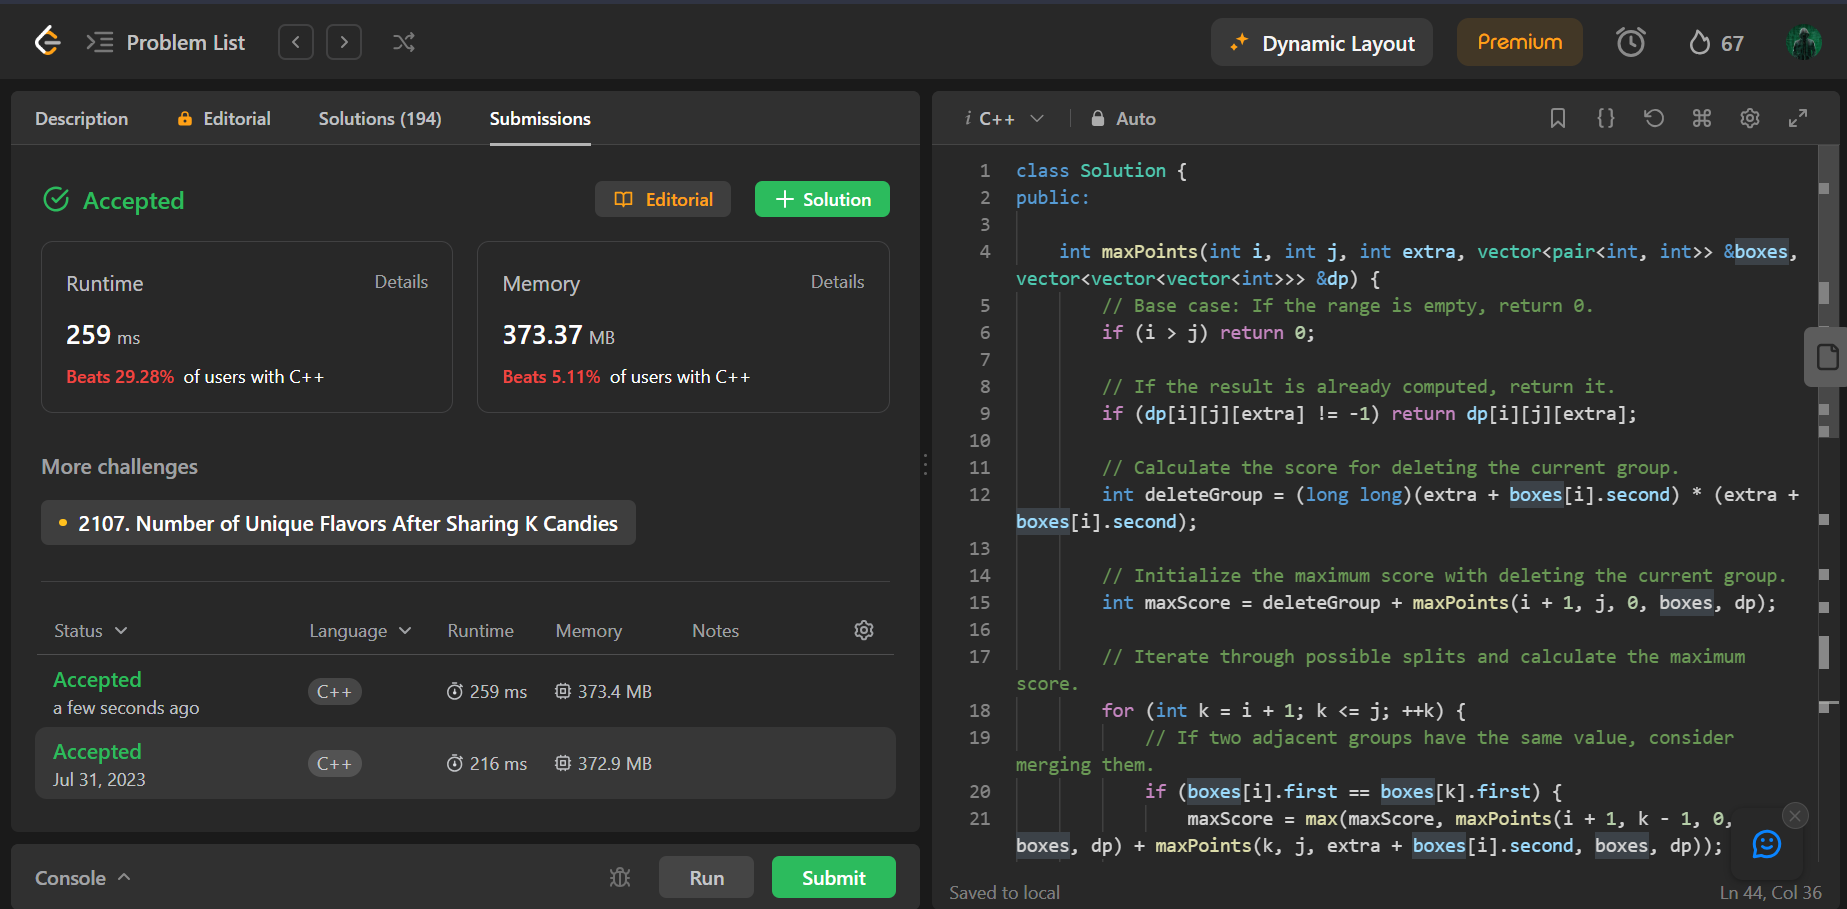 Problem List
Dynamic Layout
Premium
67
Description
Editorial
Solutions (194)
Submissions
Accepted
Editorial
Solution
Runtime
Details
259 ms
Beats 29.28% of users with C++
Memory
Details
373.37 MB
Beats 5.11% of users with C++
More challenges
2107. Number of Unique Flavors After Sharing K Candies
Status
Language
Runtime
Memory
Notes
Accepted
a few seconds ago
C++
259 ms
373.4 MB
Accepted
Jul 31, 2023
C++
216 ms
372.9 MB
Console
Run
Submit
i C++
Auto
1 class Solution {
2 public:
3
4 int maxPoints(int i, int j, int extra, vector<pair<int, int>> &boxes,
vector<vector<vector<int>>> &dp) {
5 // Base case: If the range is empty, return 0.
6 if (i > j) return 0;
7
8 // If the result is already computed, return it.
9 if (dp[i][j][extra] != -1) return dp[i][j][extra];
10
11 // Calculate the score for deleting the current group.
12 int deleteGroup = (long long)(extra + boxes[i].second) * (extra +
boxes[i].second);
13
14 // Initialize the maximum score with deleting the current group.
15 int maxScore = deleteGroup + maxPoints(i + 1, j, 0, boxes, dp);
16
17 // Iterate through possible splits and calculate the maximum
score.
18 for (int k = i + 1; k <= j; ++k) {
19 // If two adjacent groups have the same value, consider
merging them.
20 if (boxes[i].first == boxes[k].first) {
21 maxScore = max(maxScore, maxPoints(i + 1, k - 1, 0,
boxes, dp) + maxPoints(k, j, extra + boxes[i].second, boxes, dp));
Saved to local
Ln 44, Col 36